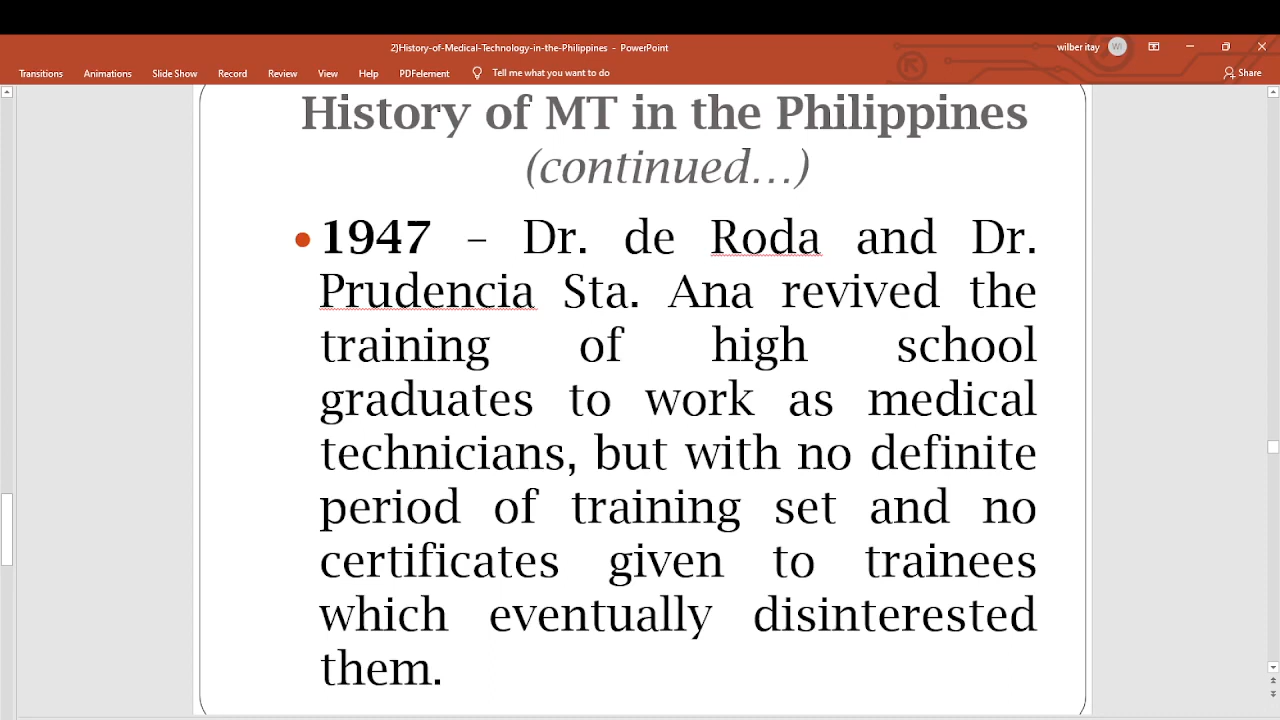 2)History-of-Medical-Technology-in-the-Philippines - PowerPoint
wilber itay
WI
Transitions Animations Slide Show Record Review View Help PDFelement Tell me what you want to do Share
History of MT in the Philippines
(continued...)
• 1947 – Dr. de Roda and Dr.
Prudencia Sta. Ana revived the
training of high school
graduates to work as medical
technicians, but with no definite
period of training set and no
certificates given to trainees
which eventually disinterested
them.